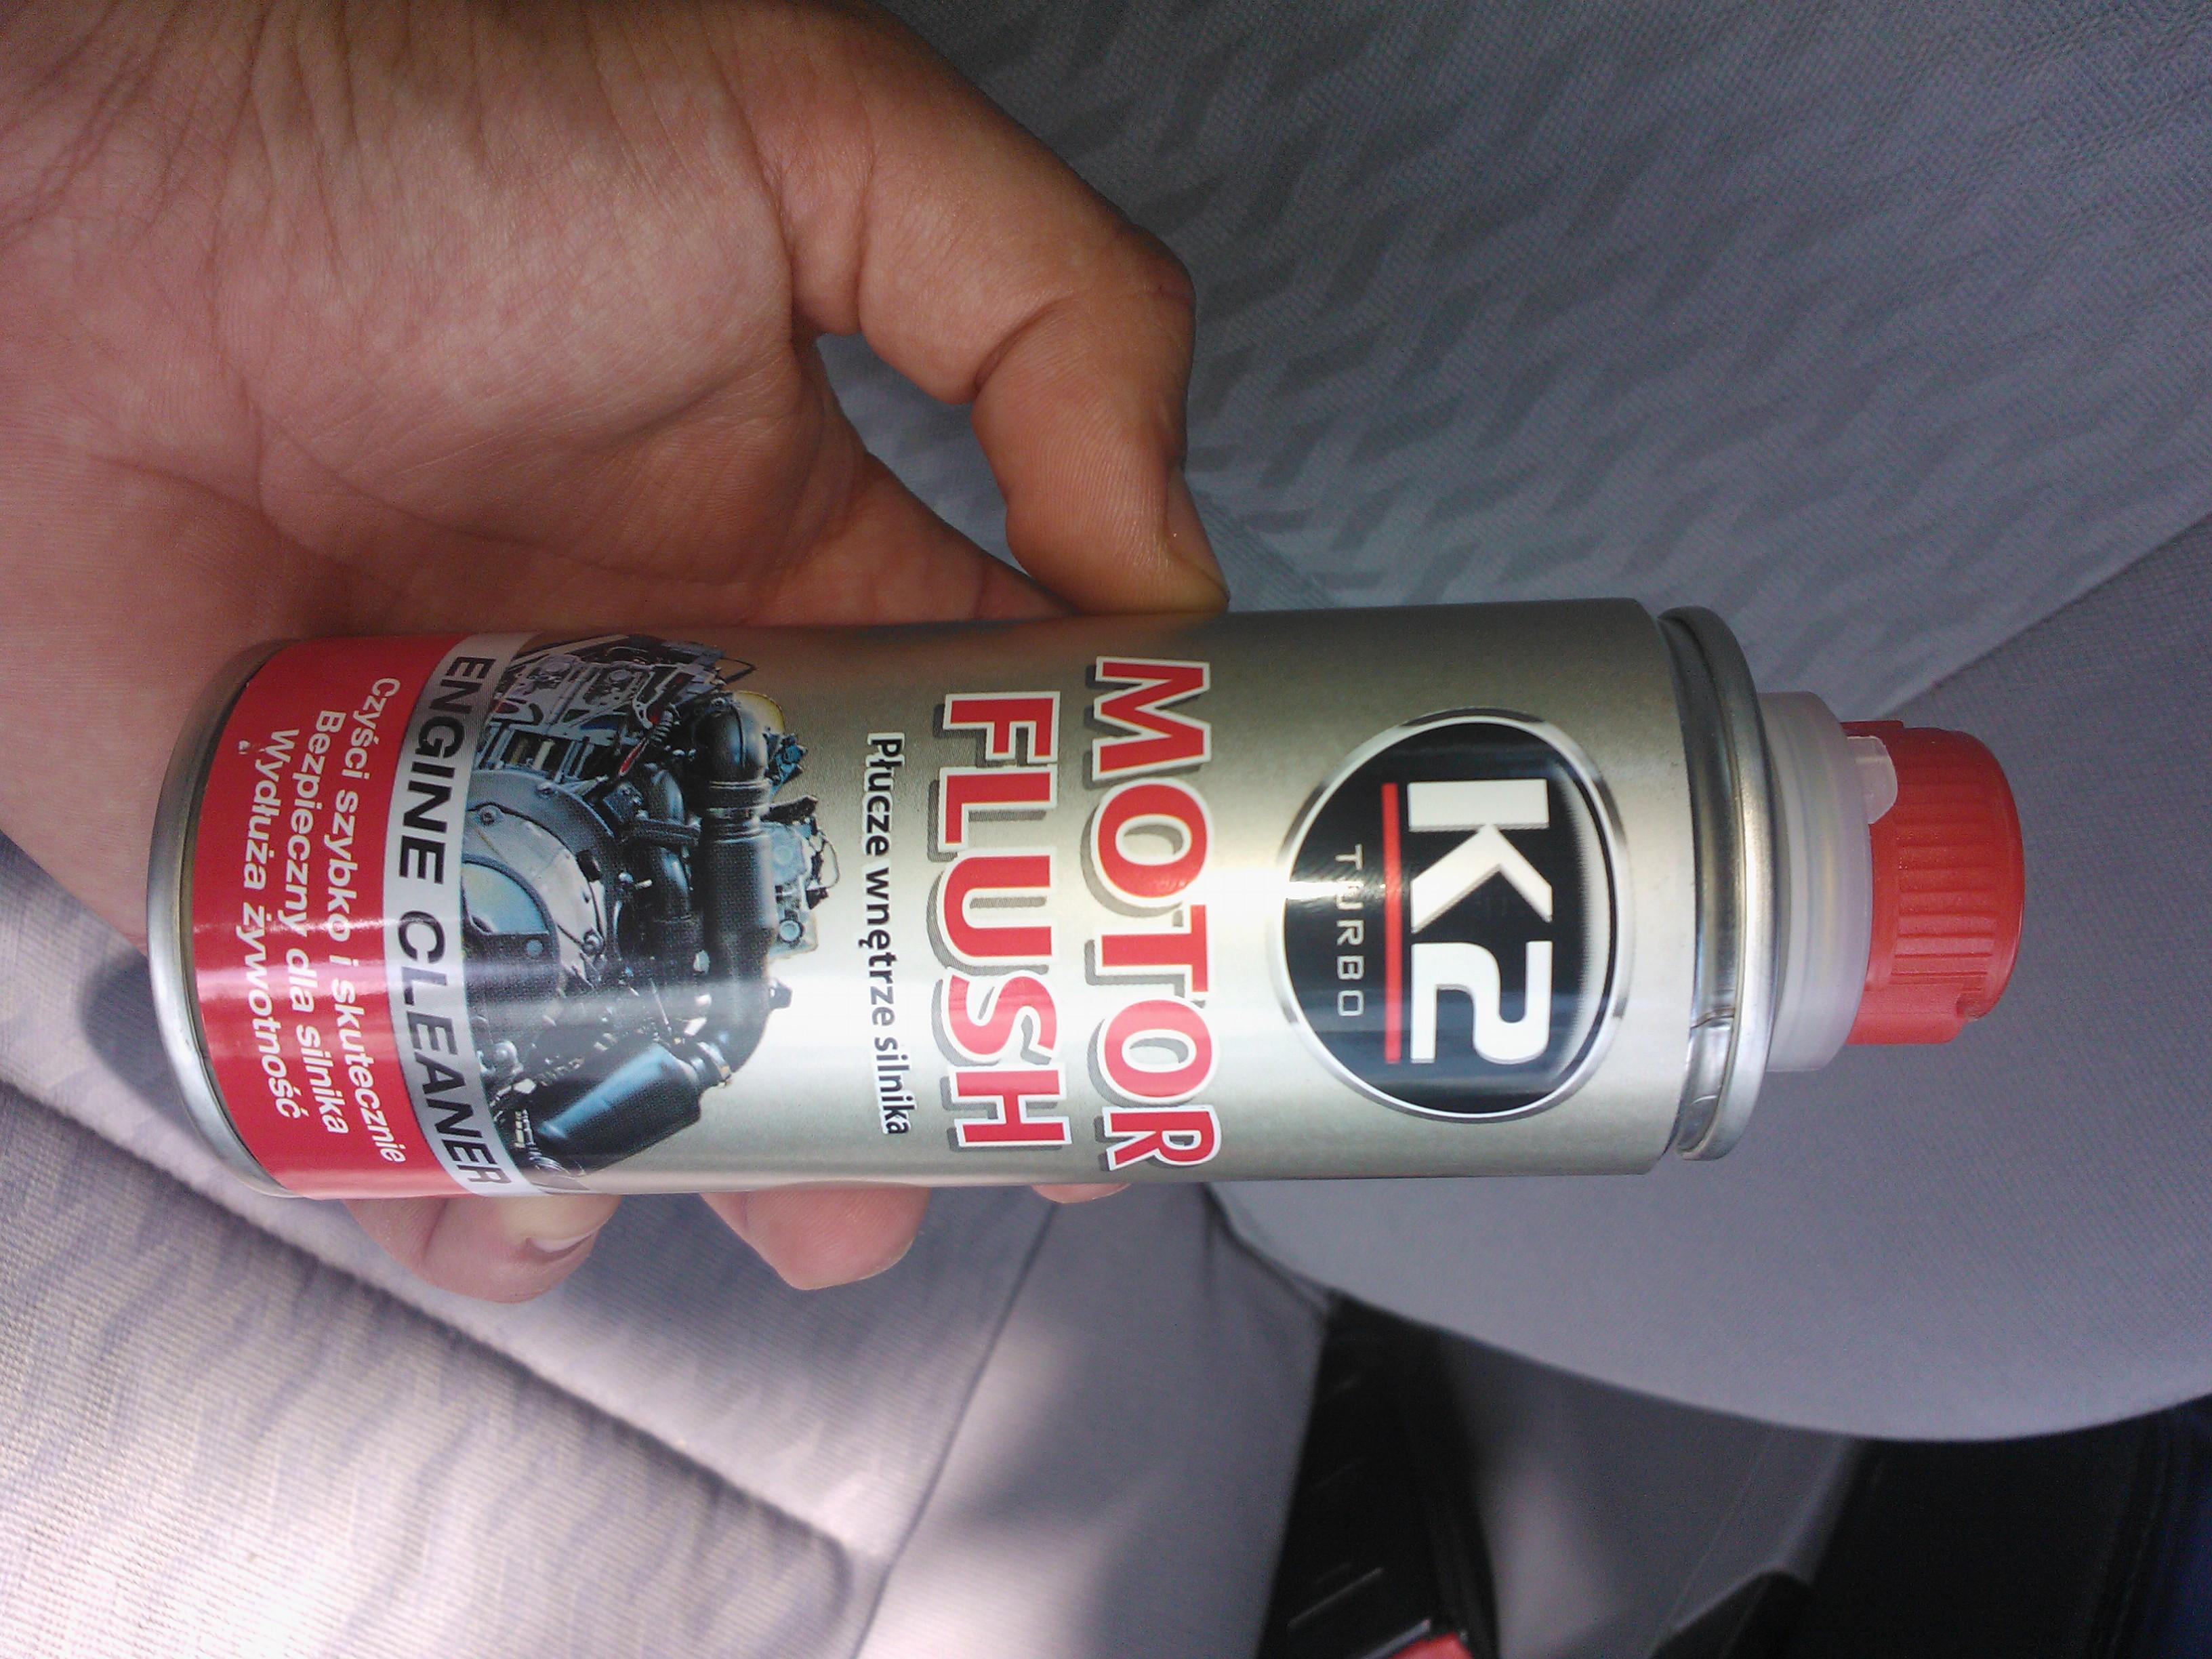 K2
TURBO
MOTOR
FLUSH
Płucze wnętrze silnika
ENGINE CLEANER
Czyści szybko i skutecznie
Bezpieczny dla silnika
Wydłuża żywotność